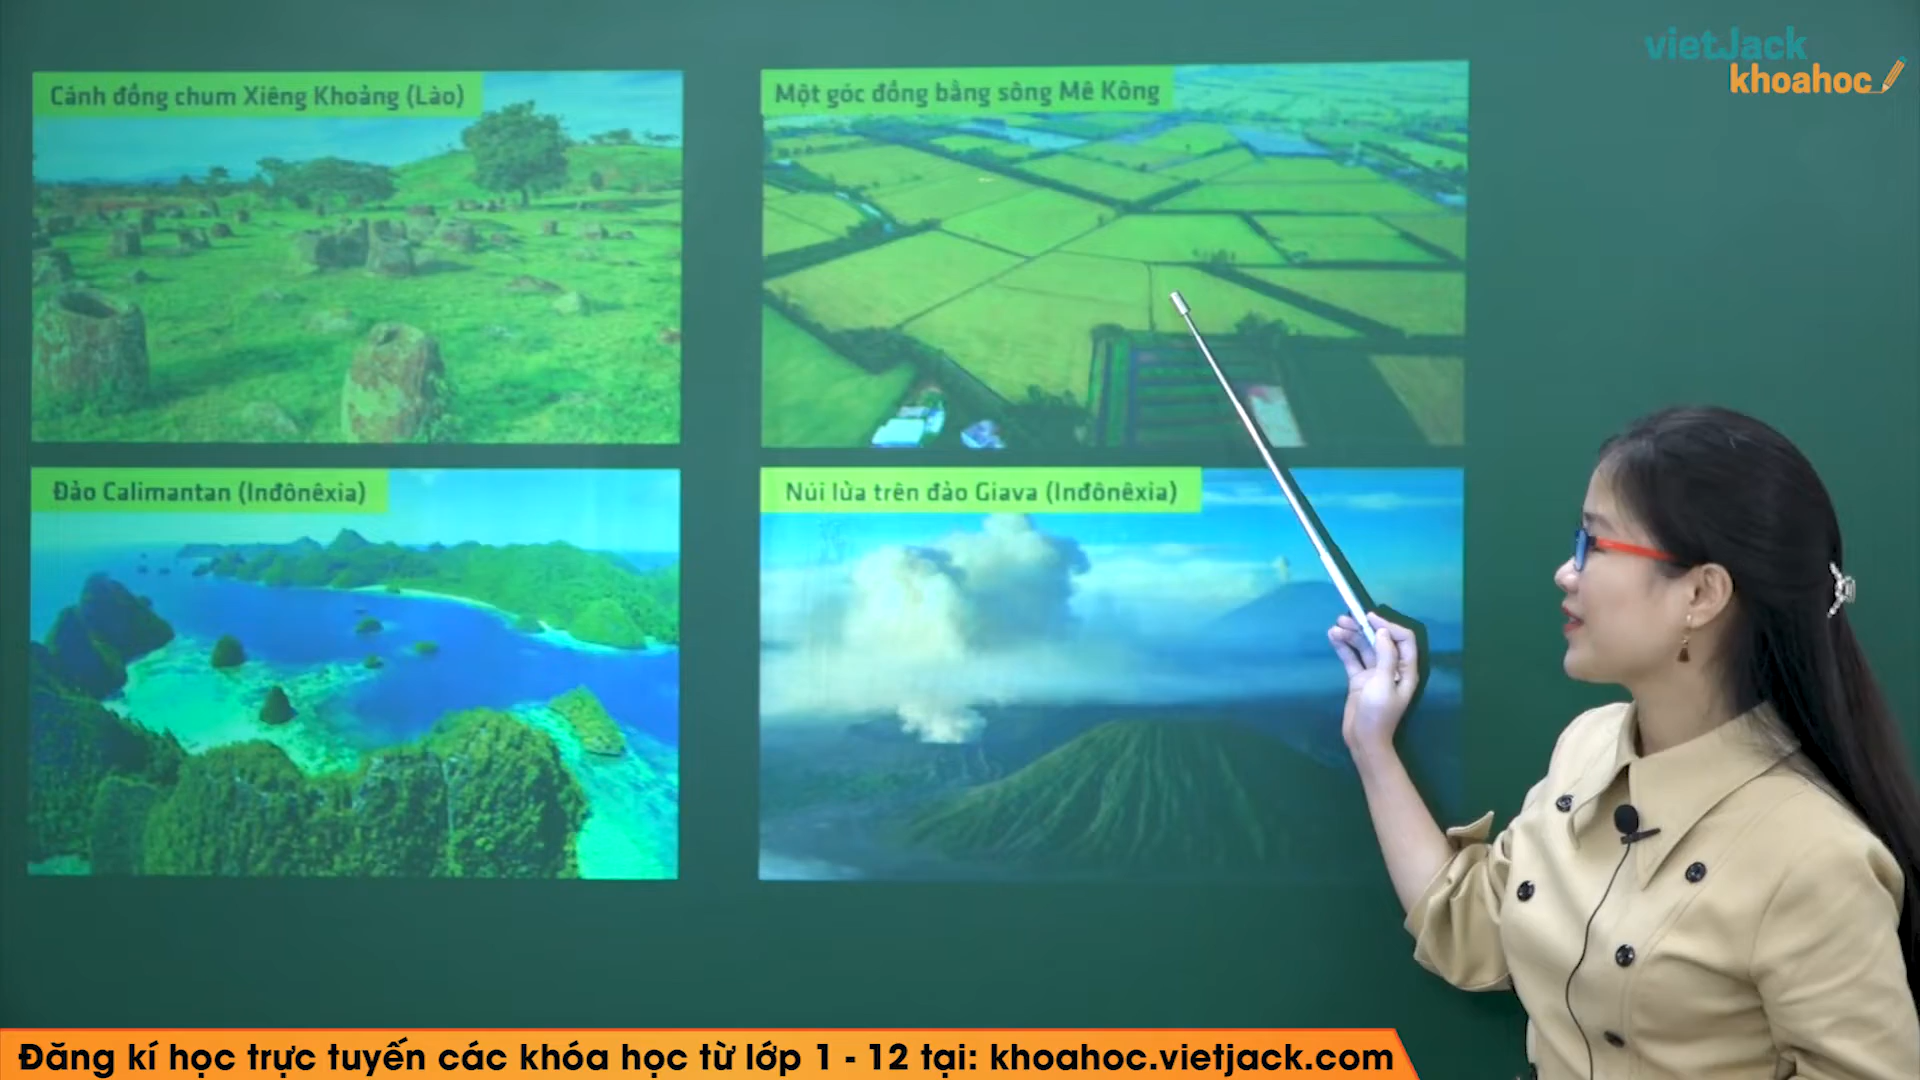 vietJack
khoahoc
Cánh đồng chum Xiêng Khoảng (Lào)
Một góc đồng bằng sông Mê Kông
Đảo Calimantan (Inđônêxia)
Núi lửa trên đảo Giava (Inđônêxia)
Đăng kí học trực tuyến các khóa học từ lớp 1 - 12 tại: khoahoc.vietjack.com